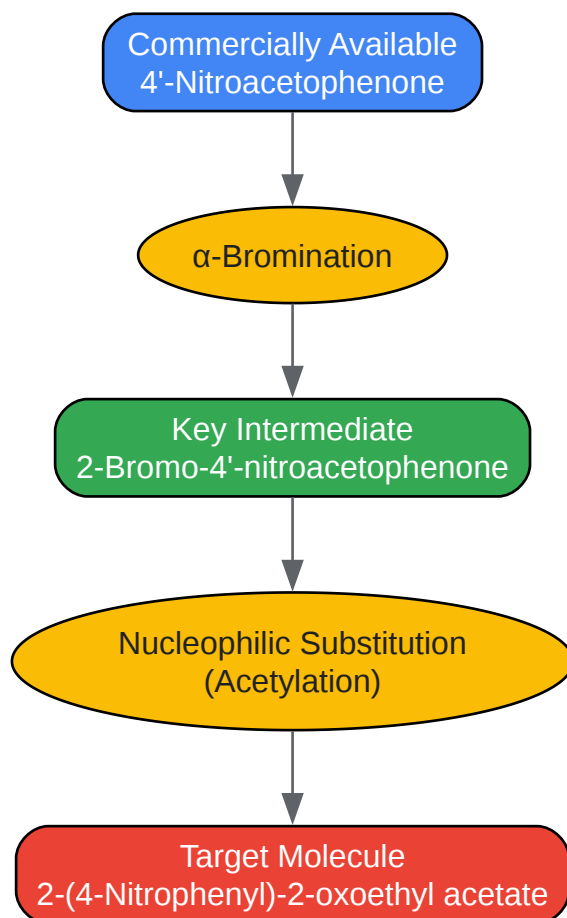 Commercially Available
4'-Nitroacetophenone
α-Bromination
Key Intermediate
2-Bromo-4'-nitroacetophenone
Nucleophilic Substitution
(Acetylation)
Target Molecule
2-(4-Nitrophenyl)-2-oxoethyl acetate